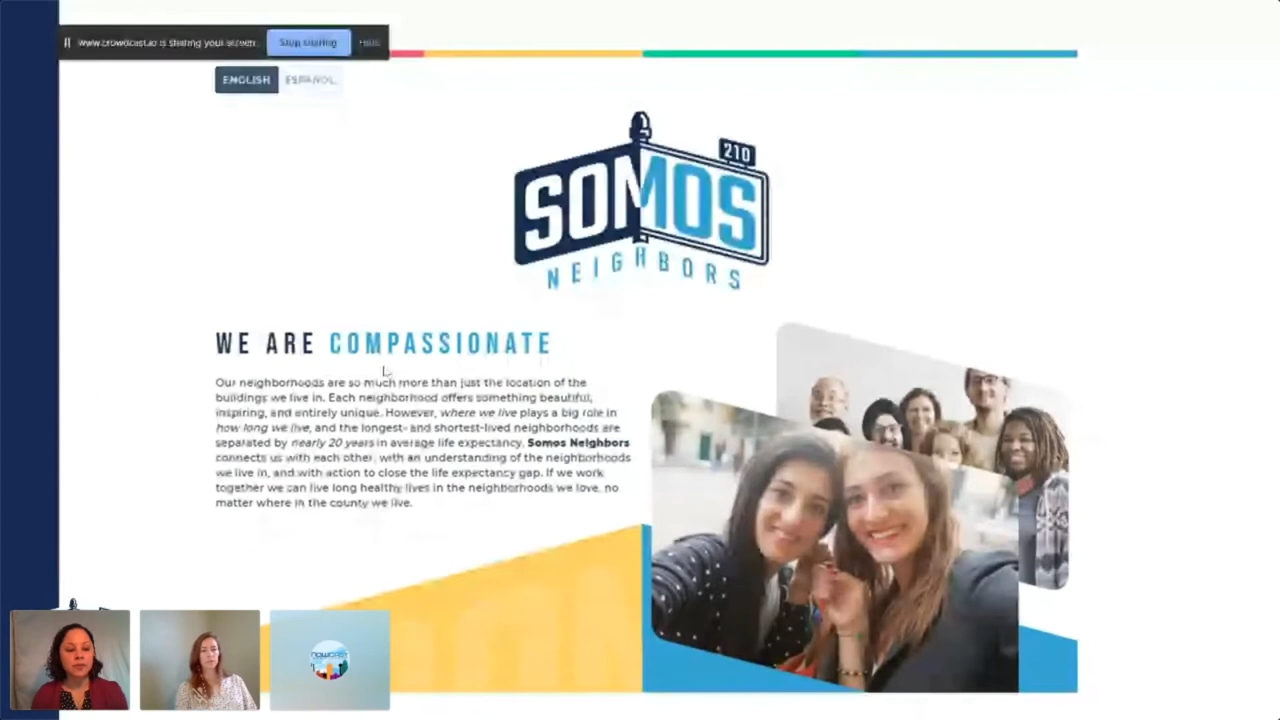 www.crowdcast.io is sharing your screen.
Stop sharing
Hide
ENGLISH
ESPAÑOL
210
SOMOS
NEIGHBORS
WE ARE COMPASSIONATE
Our neighborhoods are so much more than just the location of the
buildings we live in. Each neighborhood offers something beautiful,
inspiring, and entirely unique. However, where we live plays a big role in
how long we live, and the longest- and shortest-lived neighborhoods are
separated by nearly 20 years in average life expectancy. Somos Neighbors
connects us with each other, with an understanding of the neighborhoods
we live in, and with action to close the life expectancy gap. If we work
together we can live long healthy lives in the neighborhoods we love, no
matter where in the county we live.
NOWCAST